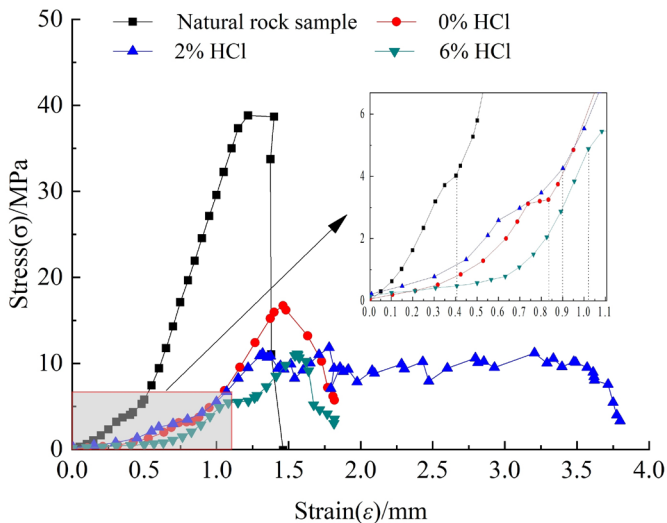 Natural rock sample
0% HCl
2% HCl
6% HCl
50
40
30
20
10
0
Stress(σ)/MPa
0.0 0.5 1.0 1.5 2.0 2.5 3.0 3.5 4.0
Strain(ε)/mm
6
5
4
3
2
1
0
0.0 0.1 0.2 0.3 0.4 0.5 0.6 0.7 0.8 0.9 1.0 1.1